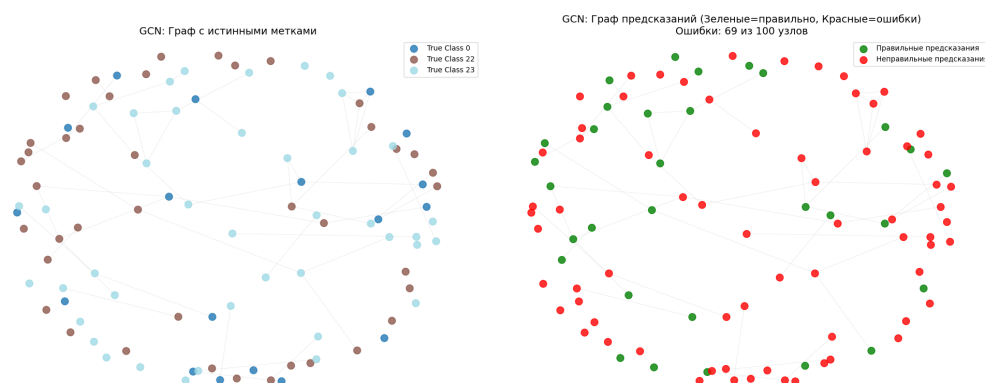 GCN: Граф с истинными метками
True Class 0
True Class 22
True Class 23
GCN: Граф предсказаний (Зеленые=правильно, Красные=ошибки)
Ошибки: 69 из 100 узлов
Правильные предсказания
Неправильные предсказания